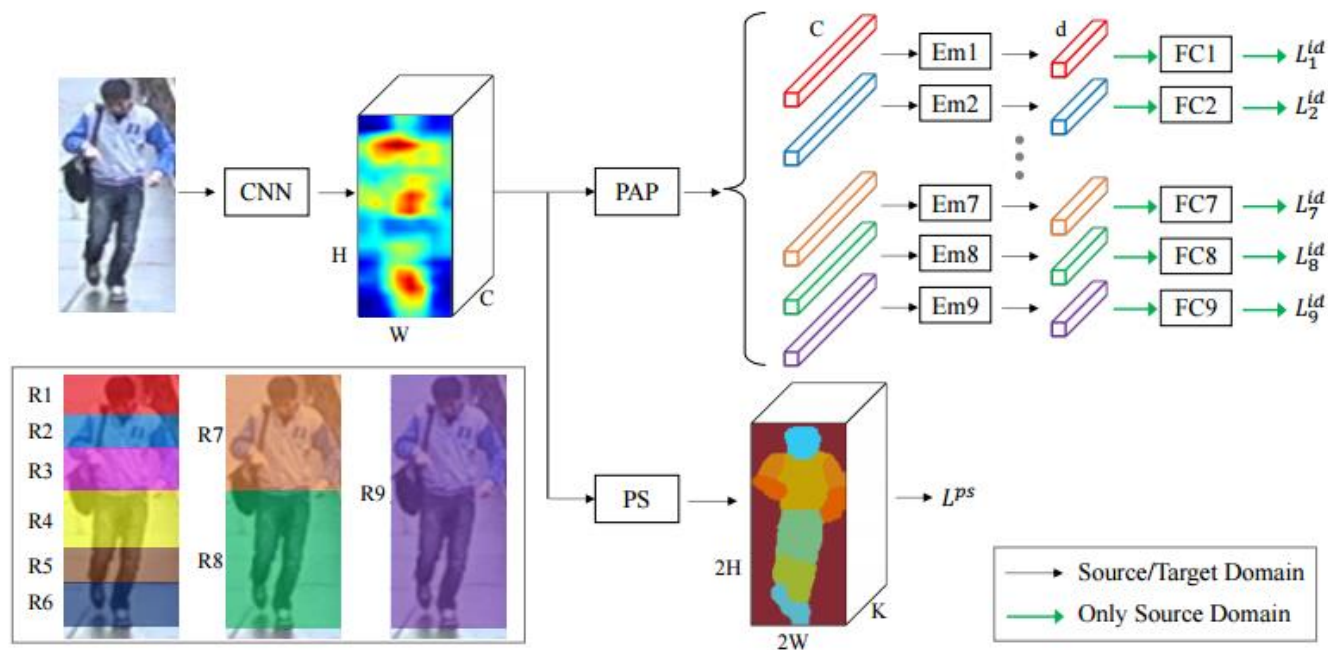 C
Em1
d
FC1
L_1^{id}
Em2
FC2
L_2^{id}
CNN
PAP
H
C
W
Em7
FC7
L_7^{id}
Em8
FC8
L_8^{id}
Em9
FC9
L_9^{id}
R1
R2
R3
R4
R5
R6
R7
R8
R9
PS
L^{ps}
2H
K
2W
Source/Target Domain
Only Source Domain